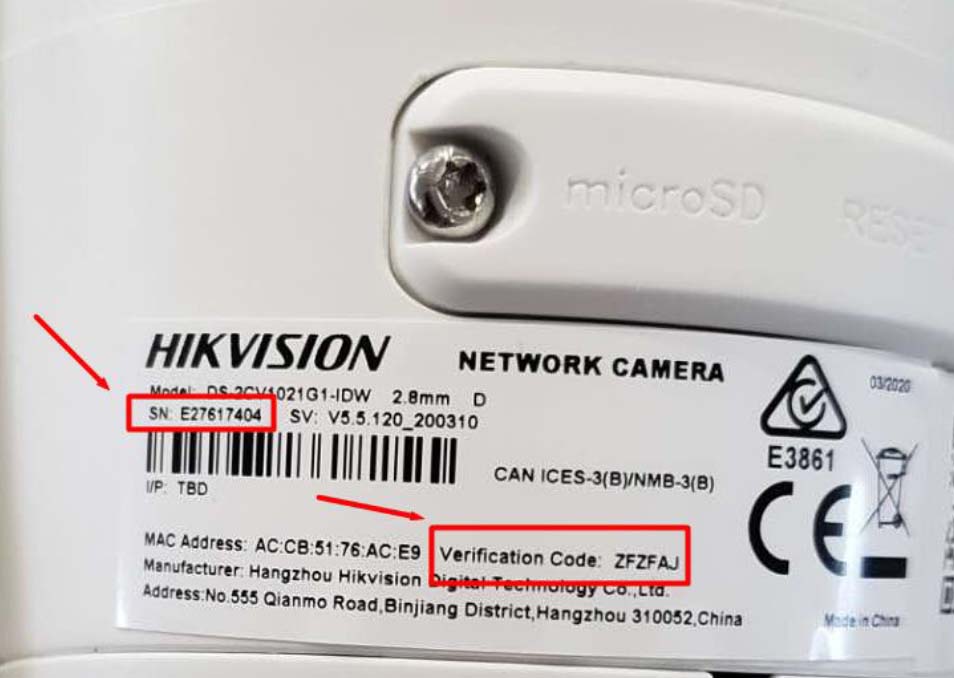 microSD
RESET
HIKVISION
NETWORK CAMERA
03/2020
Model: DS-2CV1021G1-IDW 2.8mm D
SN: E27617404 SV: V5.5.120_200310
E3861
CAN ICES-3(B)/NMB-3(B)
I/P: TBD
CE
MAC Address: AC:CB:51:76:AC:E9 Verification Code: ZFZFAJ
Manufacturer: Hangzhou Hikvision Digital Technology Co.,Ltd.
Address:No.555 Qianmo Road,Binjiang District,Hangzhou 310052,China
Made in China